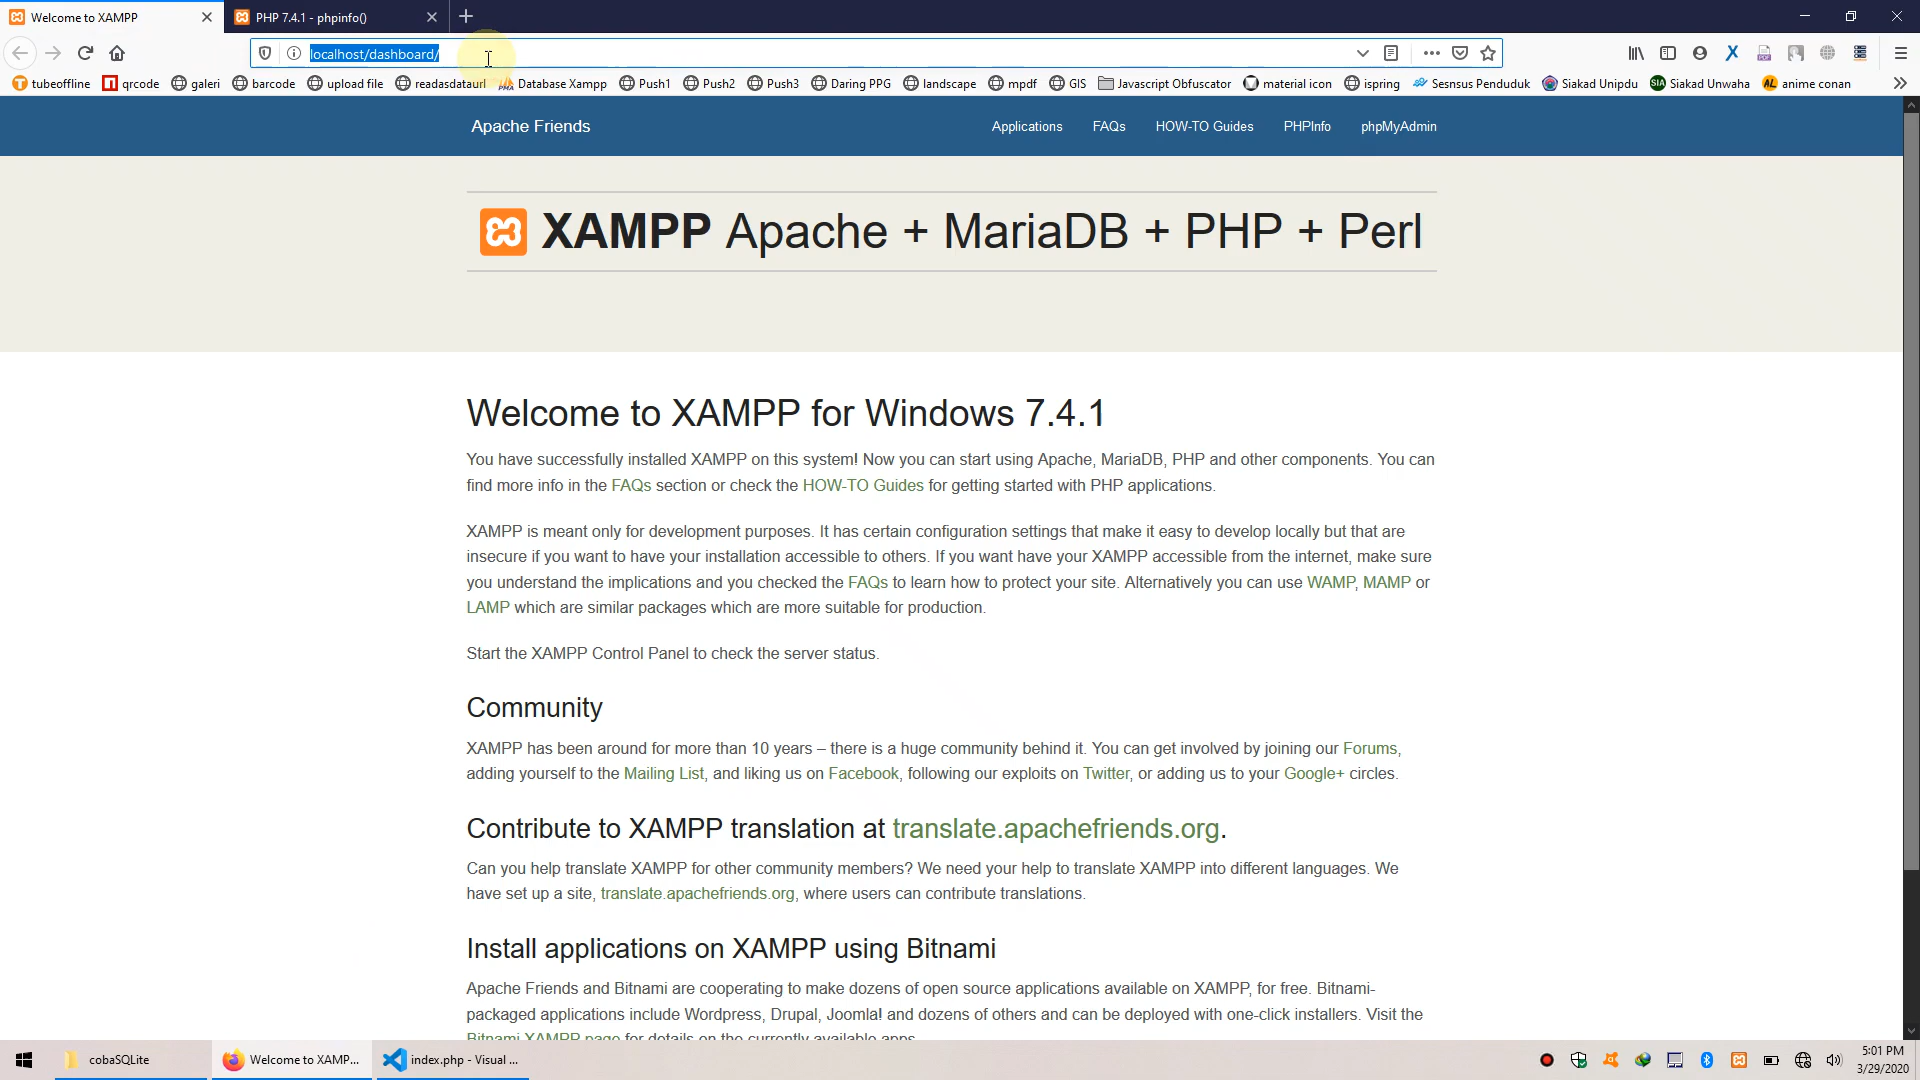 Welcome to XAMPP
PHP 7.4.1 - phpinfo()
localhost/dashboard/
tubeoffline qrcode galeri barcode upload file readasdataurl Database Xampp Push1 Push2 Push3 Daring PPG landscape mpdf GIS Javascript Obfuscator material icon ispring Sesnsus Penduduk Siakad Unipdu Siakad Unwaha anime conan
Apache Friends
Applications FAQs HOW-TO Guides PHPInfo phpMyAdmin
XAMPP Apache + MariaDB + PHP + Perl
Welcome to XAMPP for Windows 7.4.1
You have successfully installed XAMPP on this system! Now you can start using Apache, MariaDB, PHP and other components. You can
find more info in the FAQs section or check the HOW-TO Guides for getting started with PHP applications.
XAMPP is meant only for development purposes. It has certain configuration settings that make it easy to develop locally but that are
insecure if you want to have your installation accessible to others. If you want have your XAMPP accessible from the internet, make sure
you understand the implications and you checked the FAQs to learn how to protect your site. Alternatively you can use WAMP, MAMP or
LAMP which are similar packages which are more suitable for production.
Start the XAMPP Control Panel to check the server status.
Community
XAMPP has been around for more than 10 years – there is a huge community behind it. You can get involved by joining our Forums,
adding yourself to the Mailing List, and liking us on Facebook, following our exploits on Twitter, or adding us to your Google+ circles.
Contribute to XAMPP translation at translate.apachefriends.org.
Can you help translate XAMPP for other community members? We need your help to translate XAMPP into different languages. We
have set up a site, translate.apachefriends.org, where users can contribute translations.
Install applications on XAMPP using Bitnami
Apache Friends and Bitnami are cooperating to make dozens of open source applications available on XAMPP, for free. Bitnami-
packaged applications include Wordpress, Drupal, Joomla! and dozens of others and can be deployed with one-click installers. Visit the
Bitnami XAMPP page for details on the currently available apps.
cobaSQLite
Welcome to XAMP...
index.php - Visual ...
5:01 PM
3/29/2020